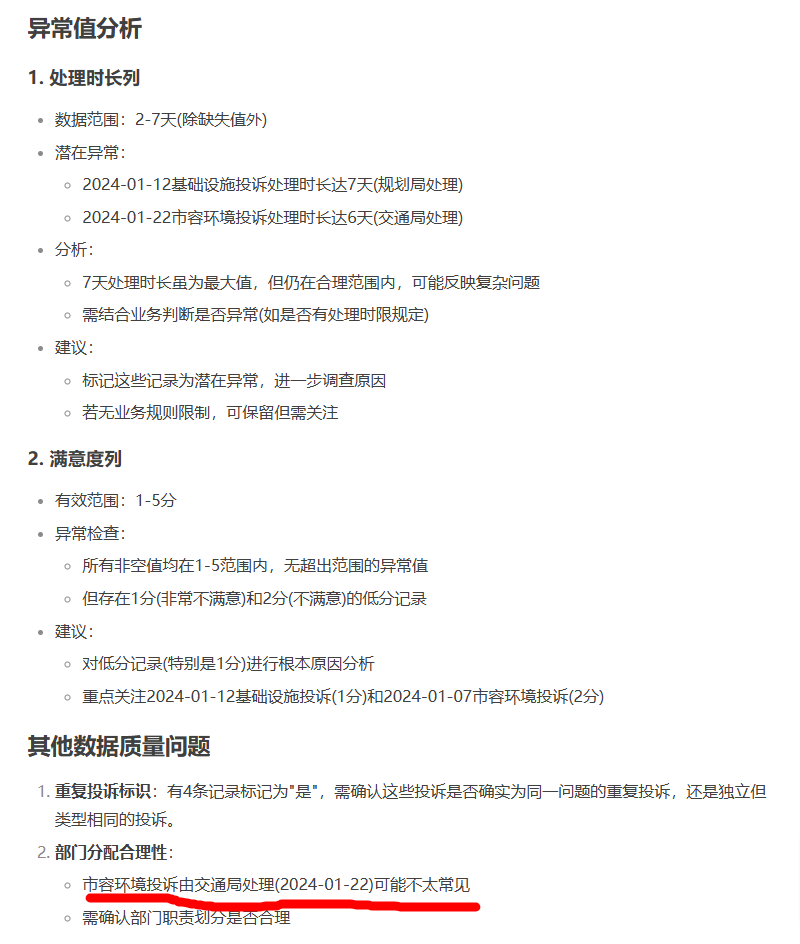 异常值分析
1. 处理时长列
数据范围：2-7天(除缺失值外)
潜在异常：
2024-01-12基础设施投诉处理时长达7天(规划局处理)
2024-01-22市容环境投诉处理时长达6天(交通局处理)
分析：
7天处理时长虽为最大值，但仍在合理范围内，可能反映复杂问题
需结合业务判断是否异常(如是否有处理时限规定)
建议：
标记这些记录为潜在异常，进一步调查原因
若无业务规则限制，可保留但需关注
2. 满意度列
有效范围：1-5分
异常检查：
所有非空值均在1-5范围内，无超出范围的异常值
但存在1分(非常不满意)和2分(不满意)的低分记录
建议：
对低分记录(特别是1分)进行根本原因分析
重点关注2024-01-12基础设施投诉(1分)和2024-01-07市容环境投诉(2分)
其他数据质量问题
1. 重复投诉标识：有4条记录标记为"是"，需确认这些投诉是否确实为同一问题的重复投诉，还是独立但
类型相同的投诉。
2. 部门分配合理性：
市容环境投诉由交通局处理(2024-01-22)可能不太常见
需确认部门职责划分是否合理